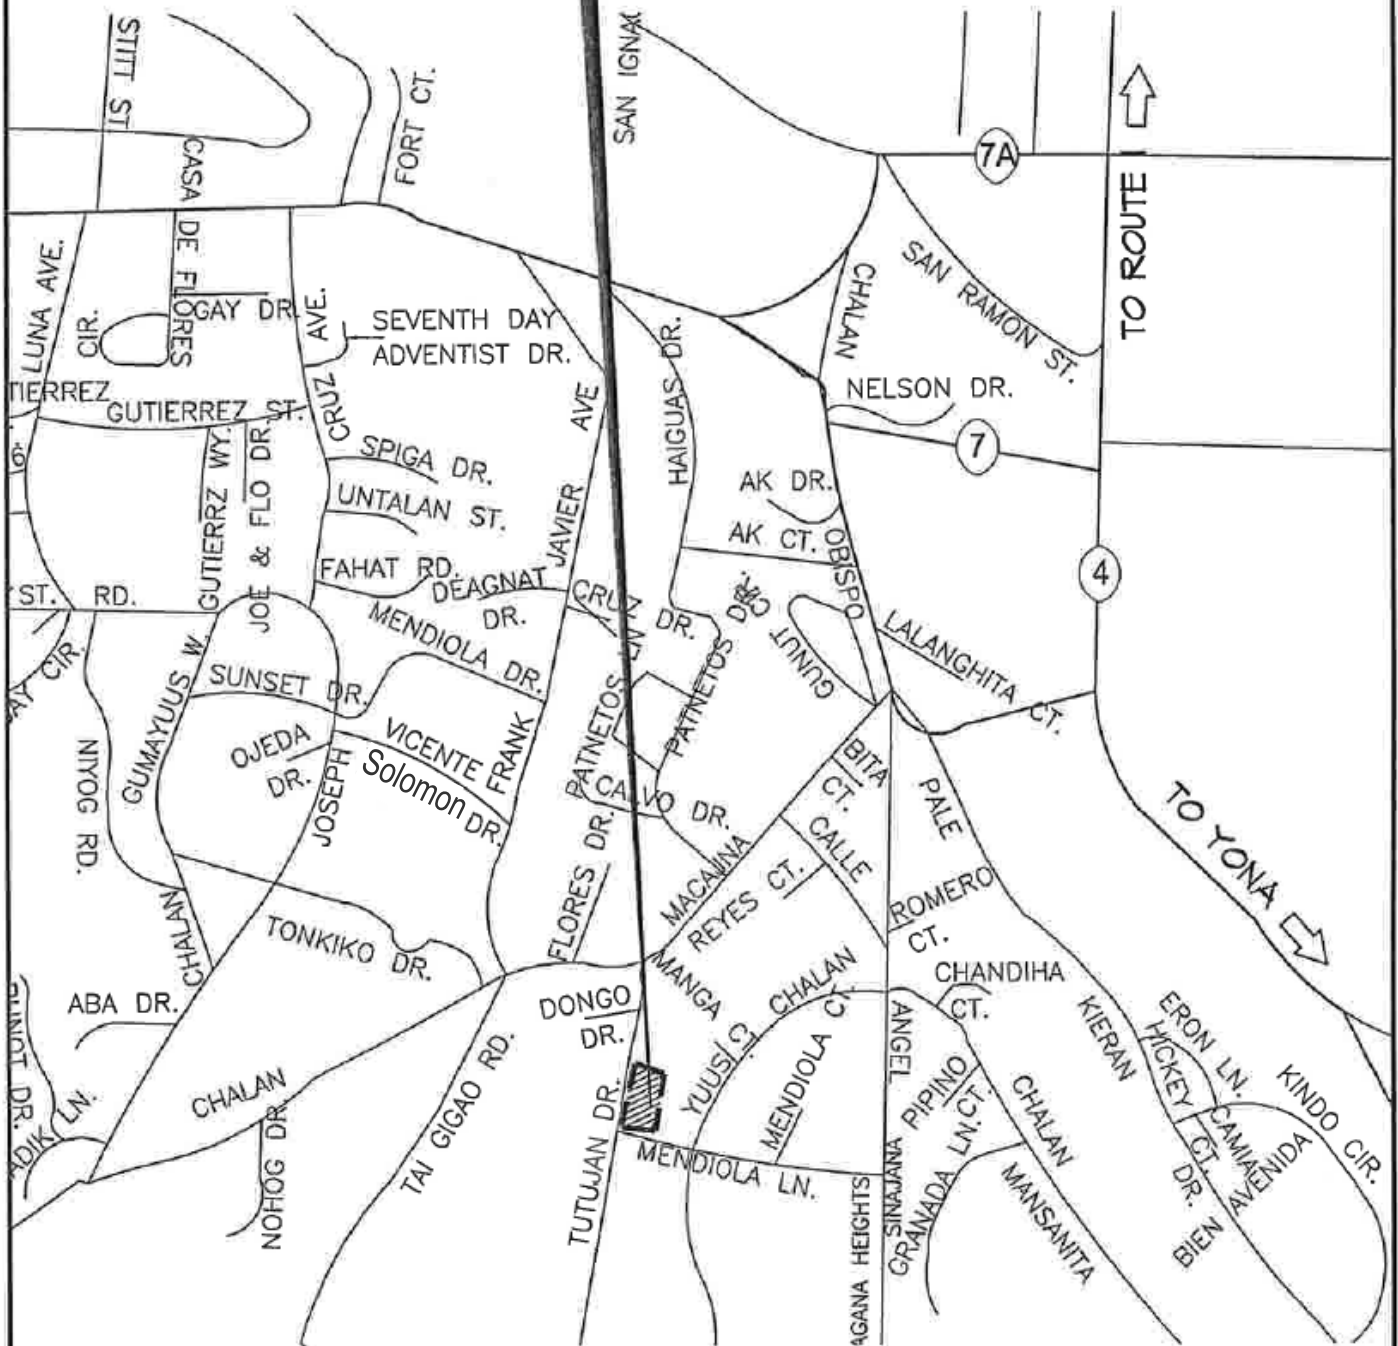 STITT ST
CASA DE FLORES
CIR.
FORT CT.
7A
TO ROUTE 1
LUNA AVE.
GAY DR.
CRUZ AVE.
SEVENTH DAY
ADVENTIST DR.
HAIGUAS DR.
CHALAN OBISPO
SAN RAMON ST.
NELSON DR.
7
4
GUTIERREZ ST.
GUTIERRZ WY.
JOE & FLO DR.
SPIGA DR.
UNTALAN ST.
FAHAT RD.
DEAGNAT
DR.
FRANK JAVIER AVE
CRUZ
DR.
AK DR.
AK CT.
ST.
RD.
MENDIOLA DR.
PATNETOS
PATNETOS DR.
GUNUT CIR.
LALANGHITA CT.
SUNSET DR.
CHALAN GUMAYUUS W.
NIYOG RD.
OJEDA
DR.
JOSEPH
VICENTE
Solomon DR.
CALVO DR.
FLORES DR.
MACAJNA
BITA
CT.
CALLE
REYES CT.
PALE
KIERAN
HICKEY
DR.
ROMERO
CT.
TO YONA
TONKIKO DR.
ABA DR.
DONGO
DR.
MANGA
CT.
CHALAN
YUUS
MENDIOLA
ANGEL
CHANDIHA
CT.
ERON LN.
KINDO CIR.
CAMIA
CT.
BIEN AVENIDA
CHALAN
NOHOG DR.
LN.
TAI GIGAO RD.
TUTUJAN DR.
MENDIOLA LN.
PIPINO
CT.
GRANADA LN.
CHALAN
MANSANITA
AGANA HEIGHTS
SINAJANA